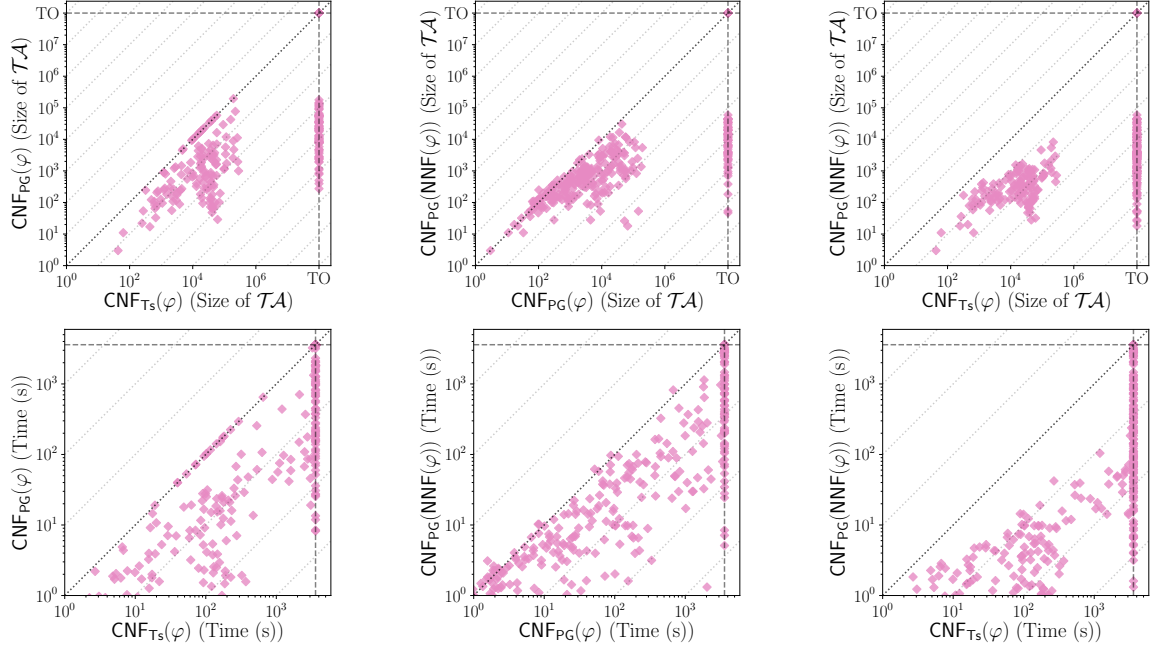 CNF_PG(φ) (Size of 𝒯𝒜)
TO
10^7
10^6
10^5
10^4
10^3
10^2
10^1
10^0
10^0 10^2 10^4 10^6 TO
CNF_Ts(φ) (Size of 𝒯𝒜)
CNF_PG(NNF(φ)) (Size of 𝒯𝒜)
TO
10^7
10^6
10^5
10^4
10^3
10^2
10^1
10^0
10^0 10^2 10^4 10^6 TO
CNF_PG(φ) (Size of 𝒯𝒜)
CNF_PG(NNF(φ)) (Size of 𝒯𝒜)
TO
10^7
10^6
10^5
10^4
10^3
10^2
10^1
10^0
10^0 10^2 10^4 10^6 TO
CNF_Ts(φ) (Size of 𝒯𝒜)
CNF_PG(φ) (Time (s))
10^3
10^2
10^1
10^0
10^0 10^1 10^2 10^3
CNF_Ts(φ) (Time (s))
CNF_PG(NNF(φ)) (Time (s))
10^3
10^2
10^1
10^0
10^0 10^1 10^2 10^3
CNF_PG(φ) (Time (s))
CNF_PG(NNF(φ)) (Time (s))
10^3
10^2
10^1
10^0
10^0 10^1 10^2 10^3
CNF_Ts(φ) (Time (s))